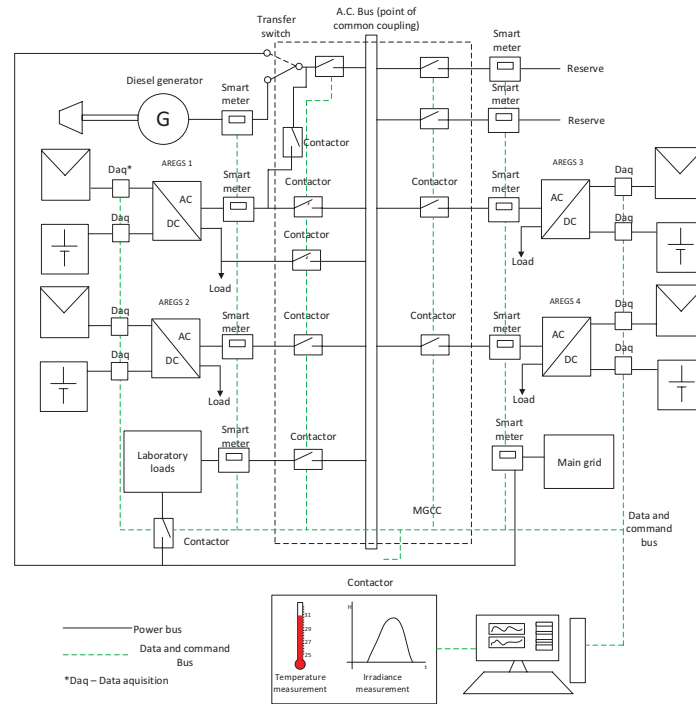 A.C. Bus (point of
common coupling)
Transfer
switch
Smart
meter
Reserve
Diesel generator
Smart
meter
G
Smart
meter
Reserve
Contactor
Daq*
AREGS 1
Smart
meter
Contactor
Contactor
Smart
meter
AREGS 3
Daq
AC
DC
Daq
AC
DC
Daq
Contactor
Load
Load
AREGS 2
Daq
Smart
meter
Contactor
Contactor
Smart
meter
AREGS 4
Daq
AC
DC
Daq
AC
DC
Daq
Load
Load
Smart
meter
Contactor
Smart
meter
Laboratory
loads
Main grid
MGCC
Data and
command
bus
Contactor
Contactor
H
31
29
27
25
t
Temperature
measurement
Irradiance
measurement
Power bus
Data and command
Bus
*Daq – Data aquisition